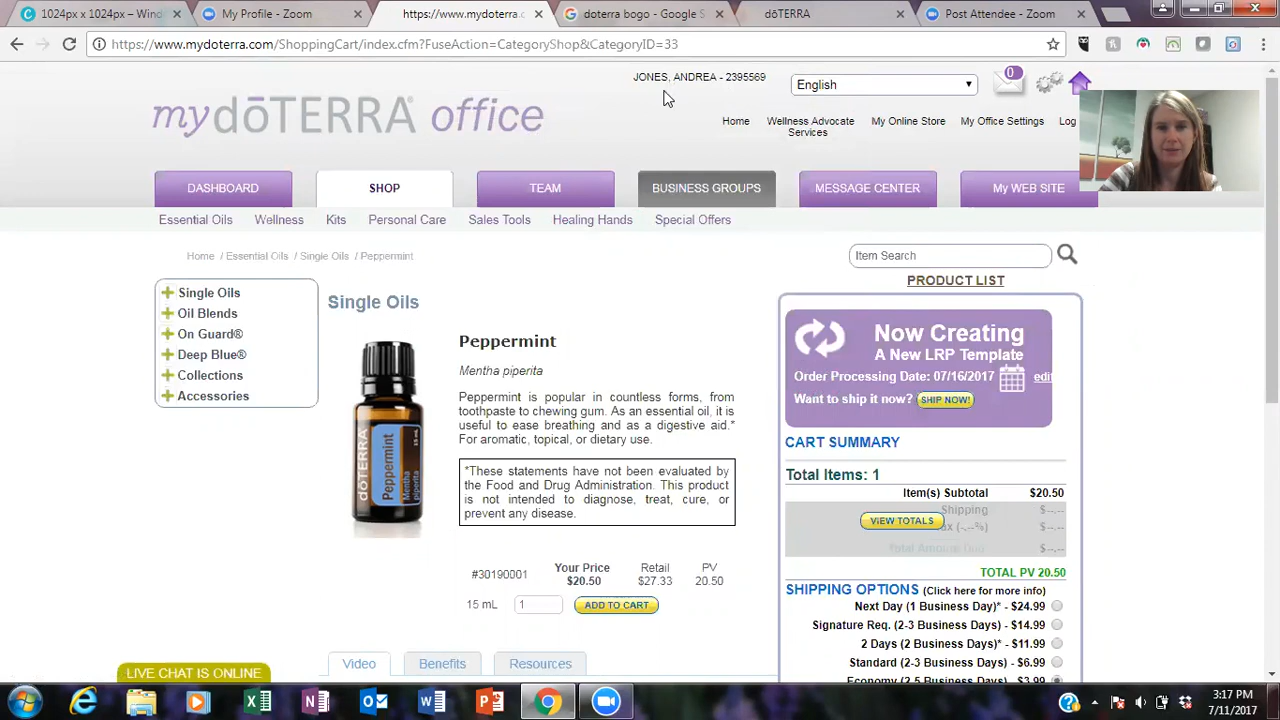 1024px x 1024px – Wind
My Profile - Zoom
https://www.mydoterra.c
doterra bogo - Google S
dōTERRA
Post Attendee - Zoom
https://www.mydoterra.com/ShoppingCart/index.cfm?FuseAction=CategoryShop&CategoryID=33
JONES, ANDREA - 2395569
English
0
my dōTERRA® office
Home
Wellness Advocate Services
My Online Store
My Office Settings
Log
DASHBOARD
SHOP
TEAM
BUSINESS GROUPS
MESSAGE CENTER
My WEB SITE
Essential Oils
Wellness
Kits
Personal Care
Sales Tools
Healing Hands
Special Offers
Home / Essential Oils / Single Oils / Peppermint
Item Search
PRODUCT LIST
Single Oils
Oil Blends
On Guard®
Deep Blue®
Collections
Accessories
Single Oils
dōTERRA
Peppermint
Mentha piperita
15 mL
Peppermint
Mentha piperita
Peppermint is popular in countless forms, from
toothpaste to chewing gum. As an essential oil, it is
useful to ease breathing and as a digestive aid.*
For aromatic, topical, or dietary use.
*These statements have not been evaluated by
the Food and Drug Administration. This product
is not intended to diagnose, treat, cure, or
prevent any disease.
Your Price Retail PV
#30190001 $20.50 $27.33 20.50
15 mL 1 ADD TO CART
Video
Benefits
Resources
Now Creating
A New LRP Template
Order Processing Date: 07/16/2017 edit
Want to ship it now? SHIP NOW!
CART SUMMARY
Total Items: 1
Item(s) Subtotal $20.50
Shipping $--.--
VIEW TOTALS
Tax (-.--%) $--.--
Total Amount Due $--.--
TOTAL PV 20.50
SHIPPING OPTIONS (Click here for more info)
Next Day (1 Business Day)* - $24.99
Signature Req. (2-3 Business Days) - $14.99
2 Days (2 Business Days)* - $11.99
Standard (2-3 Business Days) - $6.99
Economy (2-5 Business Days) - $3.99
LIVE CHAT IS ONLINE
3:17 PM
7/11/2017